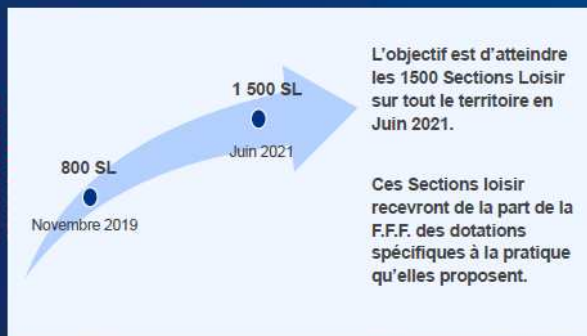 1 500 SL
Juin 2021
800 SL
Novembre 2019
L'objectif est d'atteindre
les 1500 Sections Loisir
sur tout le territoire en
Juin 2021.
Ces Sections loisir
recevront de la part de la
F.F.F. des dotations
spécifiques à la pratique
qu'elles proposent.